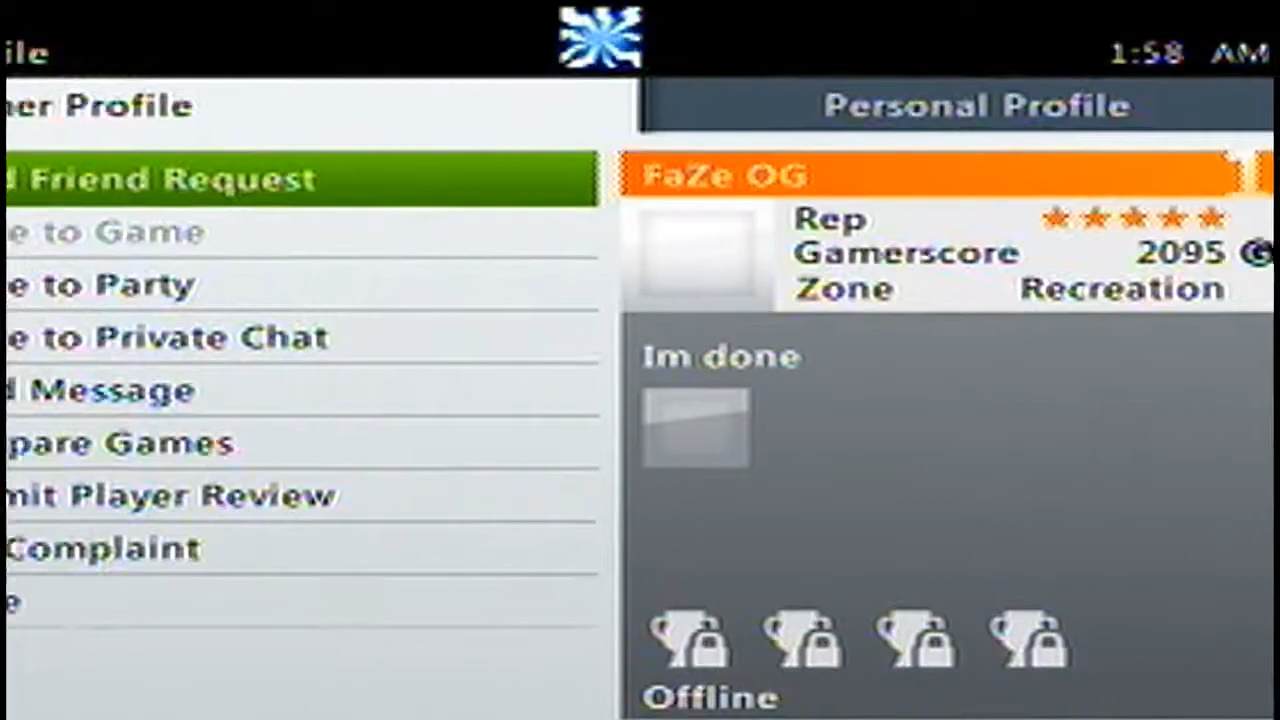 ile
1:58 AM
ner Profile
Personal Profile
d Friend Request
FaZe OG
e to Game
Rep
Gamerscore 2095 G
Zone Recreation
e to Party
e to Private Chat
Im done
d Message
pare Games
mit Player Review
Complaint
e
Offline